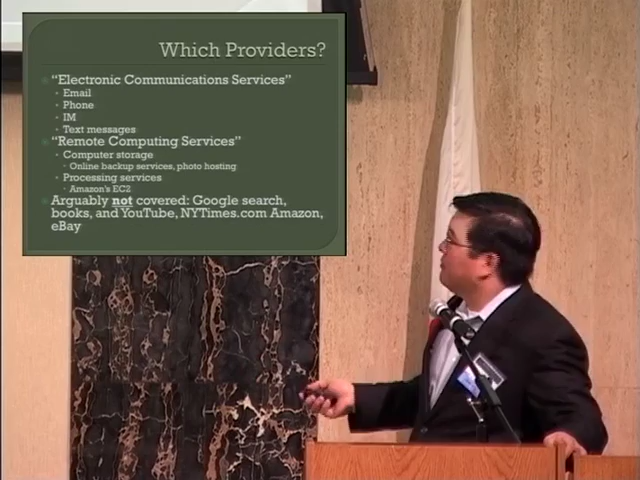 Which Providers?
"Electronic Communications Services"
Email
Phone
IM
Text messages
"Remote Computing Services"
Computer storage
Online backup services, photo hosting
Processing services
Amazon's EC2
Arguably not covered: Google search,
books, and YouTube, NYTimes.com Amazon,
eBay